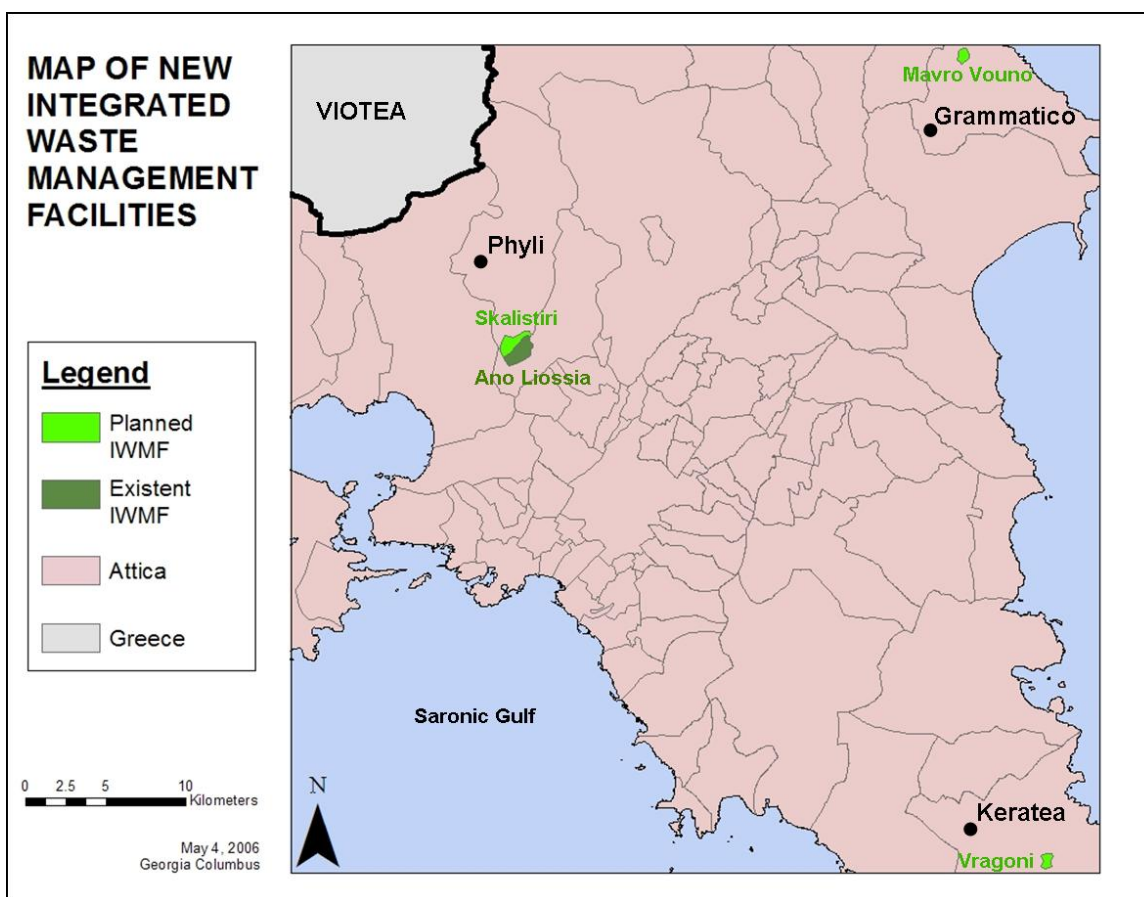 MAP OF NEW
INTEGRATED
WASTE
MANAGEMENT
FACILITIES
Legend
Planned
IWMF
Existent
IWMF
Attica
Greece
0 2.5 5 10
Kilometers
May 4, 2006
Georgia Columbus
N
VIOTEA
Mavro Vouno
Grammatico
Phyli
Skalistiri
Ano Liossia
Saronic Gulf
Keratea
Vragoni